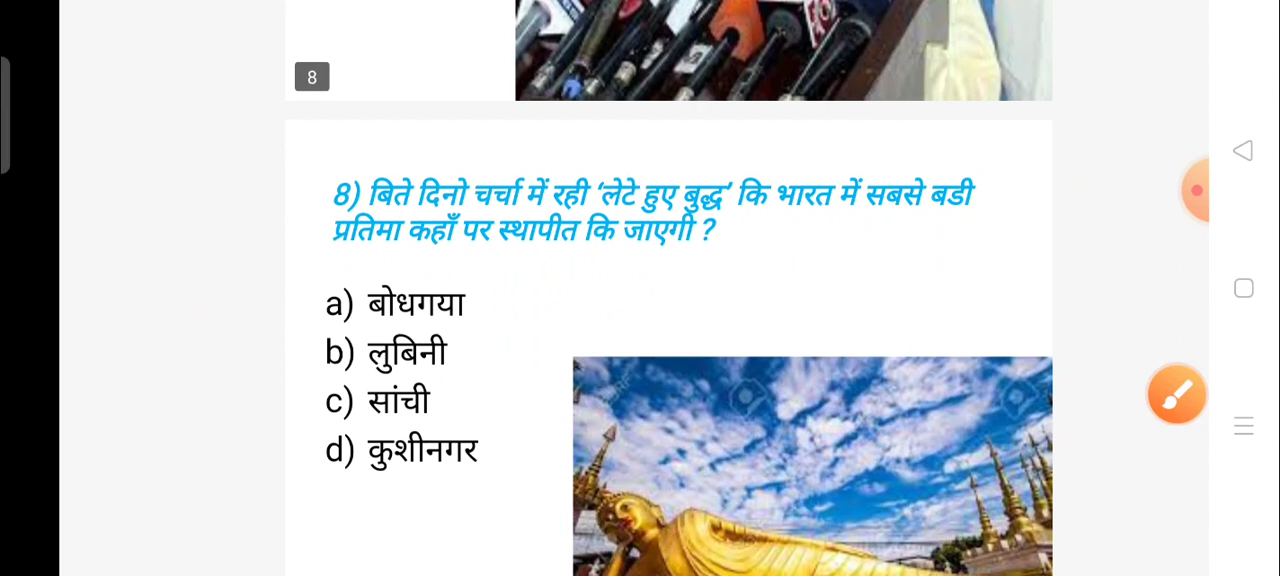 8
8) बिते दिनो चर्चा में रही ‘लेटे हुए बुद्ध’ कि भारत में सबसे बडी
प्रतिमा कहाँ पर स्थापीत कि जाएगी ?
a) बोधगया
b) लुबिनी
c) सांची
d) कुशीनगर